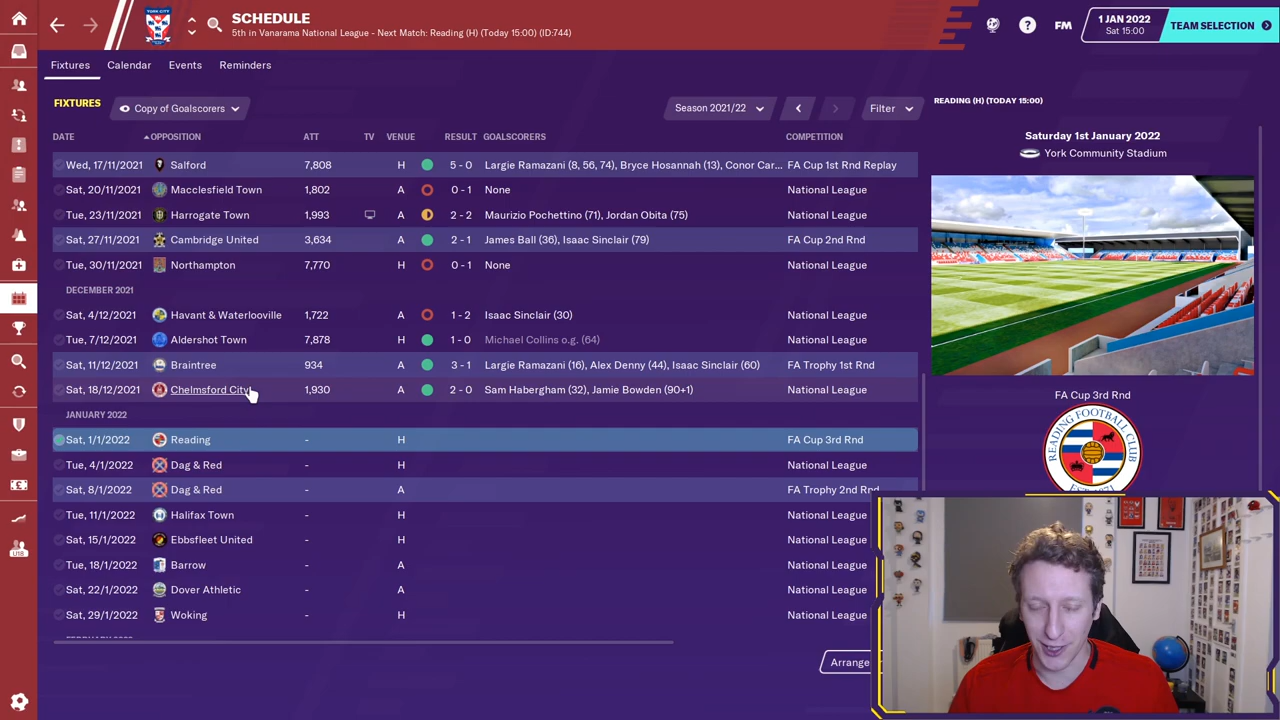 YORK CITY
SCHEDULE
5th in Vanarama National League - Next Match: Reading (H) (Today 15:00) (ID:744)
?
FM
1 JAN 2022
Sat 15:00
TEAM SELECTION
Fixtures
Calendar
Events
Reminders
FIXTURES
Copy of Goalscorers
Season 2021/22
Filter
READING (H) (TODAY 15:00)
DATE OPPOSITION ATT TV VENUE RESULT GOALSCORERS COMPETITION
Saturday 1st January 2022
York Community Stadium
Wed, 17/11/2021 Salford 7,808 H 5 - 0 Largie Ramazani (8, 56, 74), Bryce Hosannah (13), Conor Car... FA Cup 1st Rnd Replay
Sat, 20/11/2021 Macclesfield Town 1,802 A 0 - 1 None National League
Tue, 23/11/2021 Harrogate Town 1,993 A 2 - 2 Maurizio Pochettino (71), Jordan Obita (75) National League
Sat, 27/11/2021 Cambridge United 3,634 A 2 - 1 James Ball (36), Isaac Sinclair (79) FA Cup 2nd Rnd
Tue, 30/11/2021 Northampton 7,770 H 0 - 1 None National League
DECEMBER 2021
Sat, 4/12/2021 Havant & Waterlooville 1,722 A 1 - 2 Isaac Sinclair (30) National League
Tue, 7/12/2021 Aldershot Town 7,878 H 1 - 0 Michael Collins o.g. (64) National League
Sat, 11/12/2021 Braintree 934 A 3 - 1 Largie Ramazani (16), Alex Denny (44), Isaac Sinclair (60) FA Trophy 1st Rnd
Sat, 18/12/2021 Chelmsford City 1,930 A 2 - 0 Sam Habergham (32), Jamie Bowden (90+1) National League
JANUARY 2022
Sat, 1/1/2022 Reading - H FA Cup 3rd Rnd
Tue, 4/1/2022 Dag & Red - H National League
Sat, 8/1/2022 Dag & Red - A FA Trophy 2nd Rnd
Tue, 11/1/2022 Halifax Town - H National League
Sat, 15/1/2022 Ebbsfleet United - H National League
Tue, 18/1/2022 Barrow - A National League
Sat, 22/1/2022 Dover Athletic - A National League
Sat, 29/1/2022 Woking - H National League
FA Cup 3rd Rnd
READING FOOTBALL CLUB
Arrange
U18